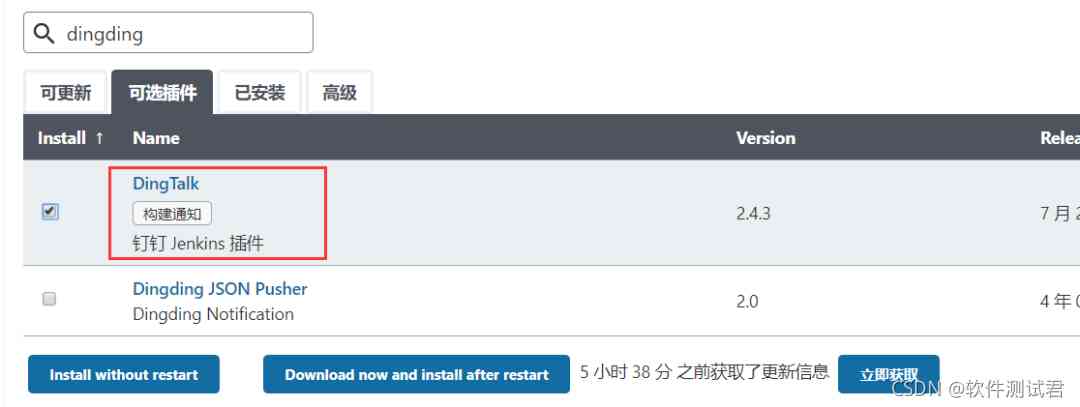 dingding
可更新 可选插件 已安装 高级
Install ↑ Name Version
DingTalk
构建通知
2.4.3 7 月
钉钉 Jenkins 插件
Dingding JSON Pusher
2.0 4 年
Dingding Notification
Install without restart Download now and install after restart 5 小时 38 分 之前获取了更新信息 立即获取
CSDN @软件测试君